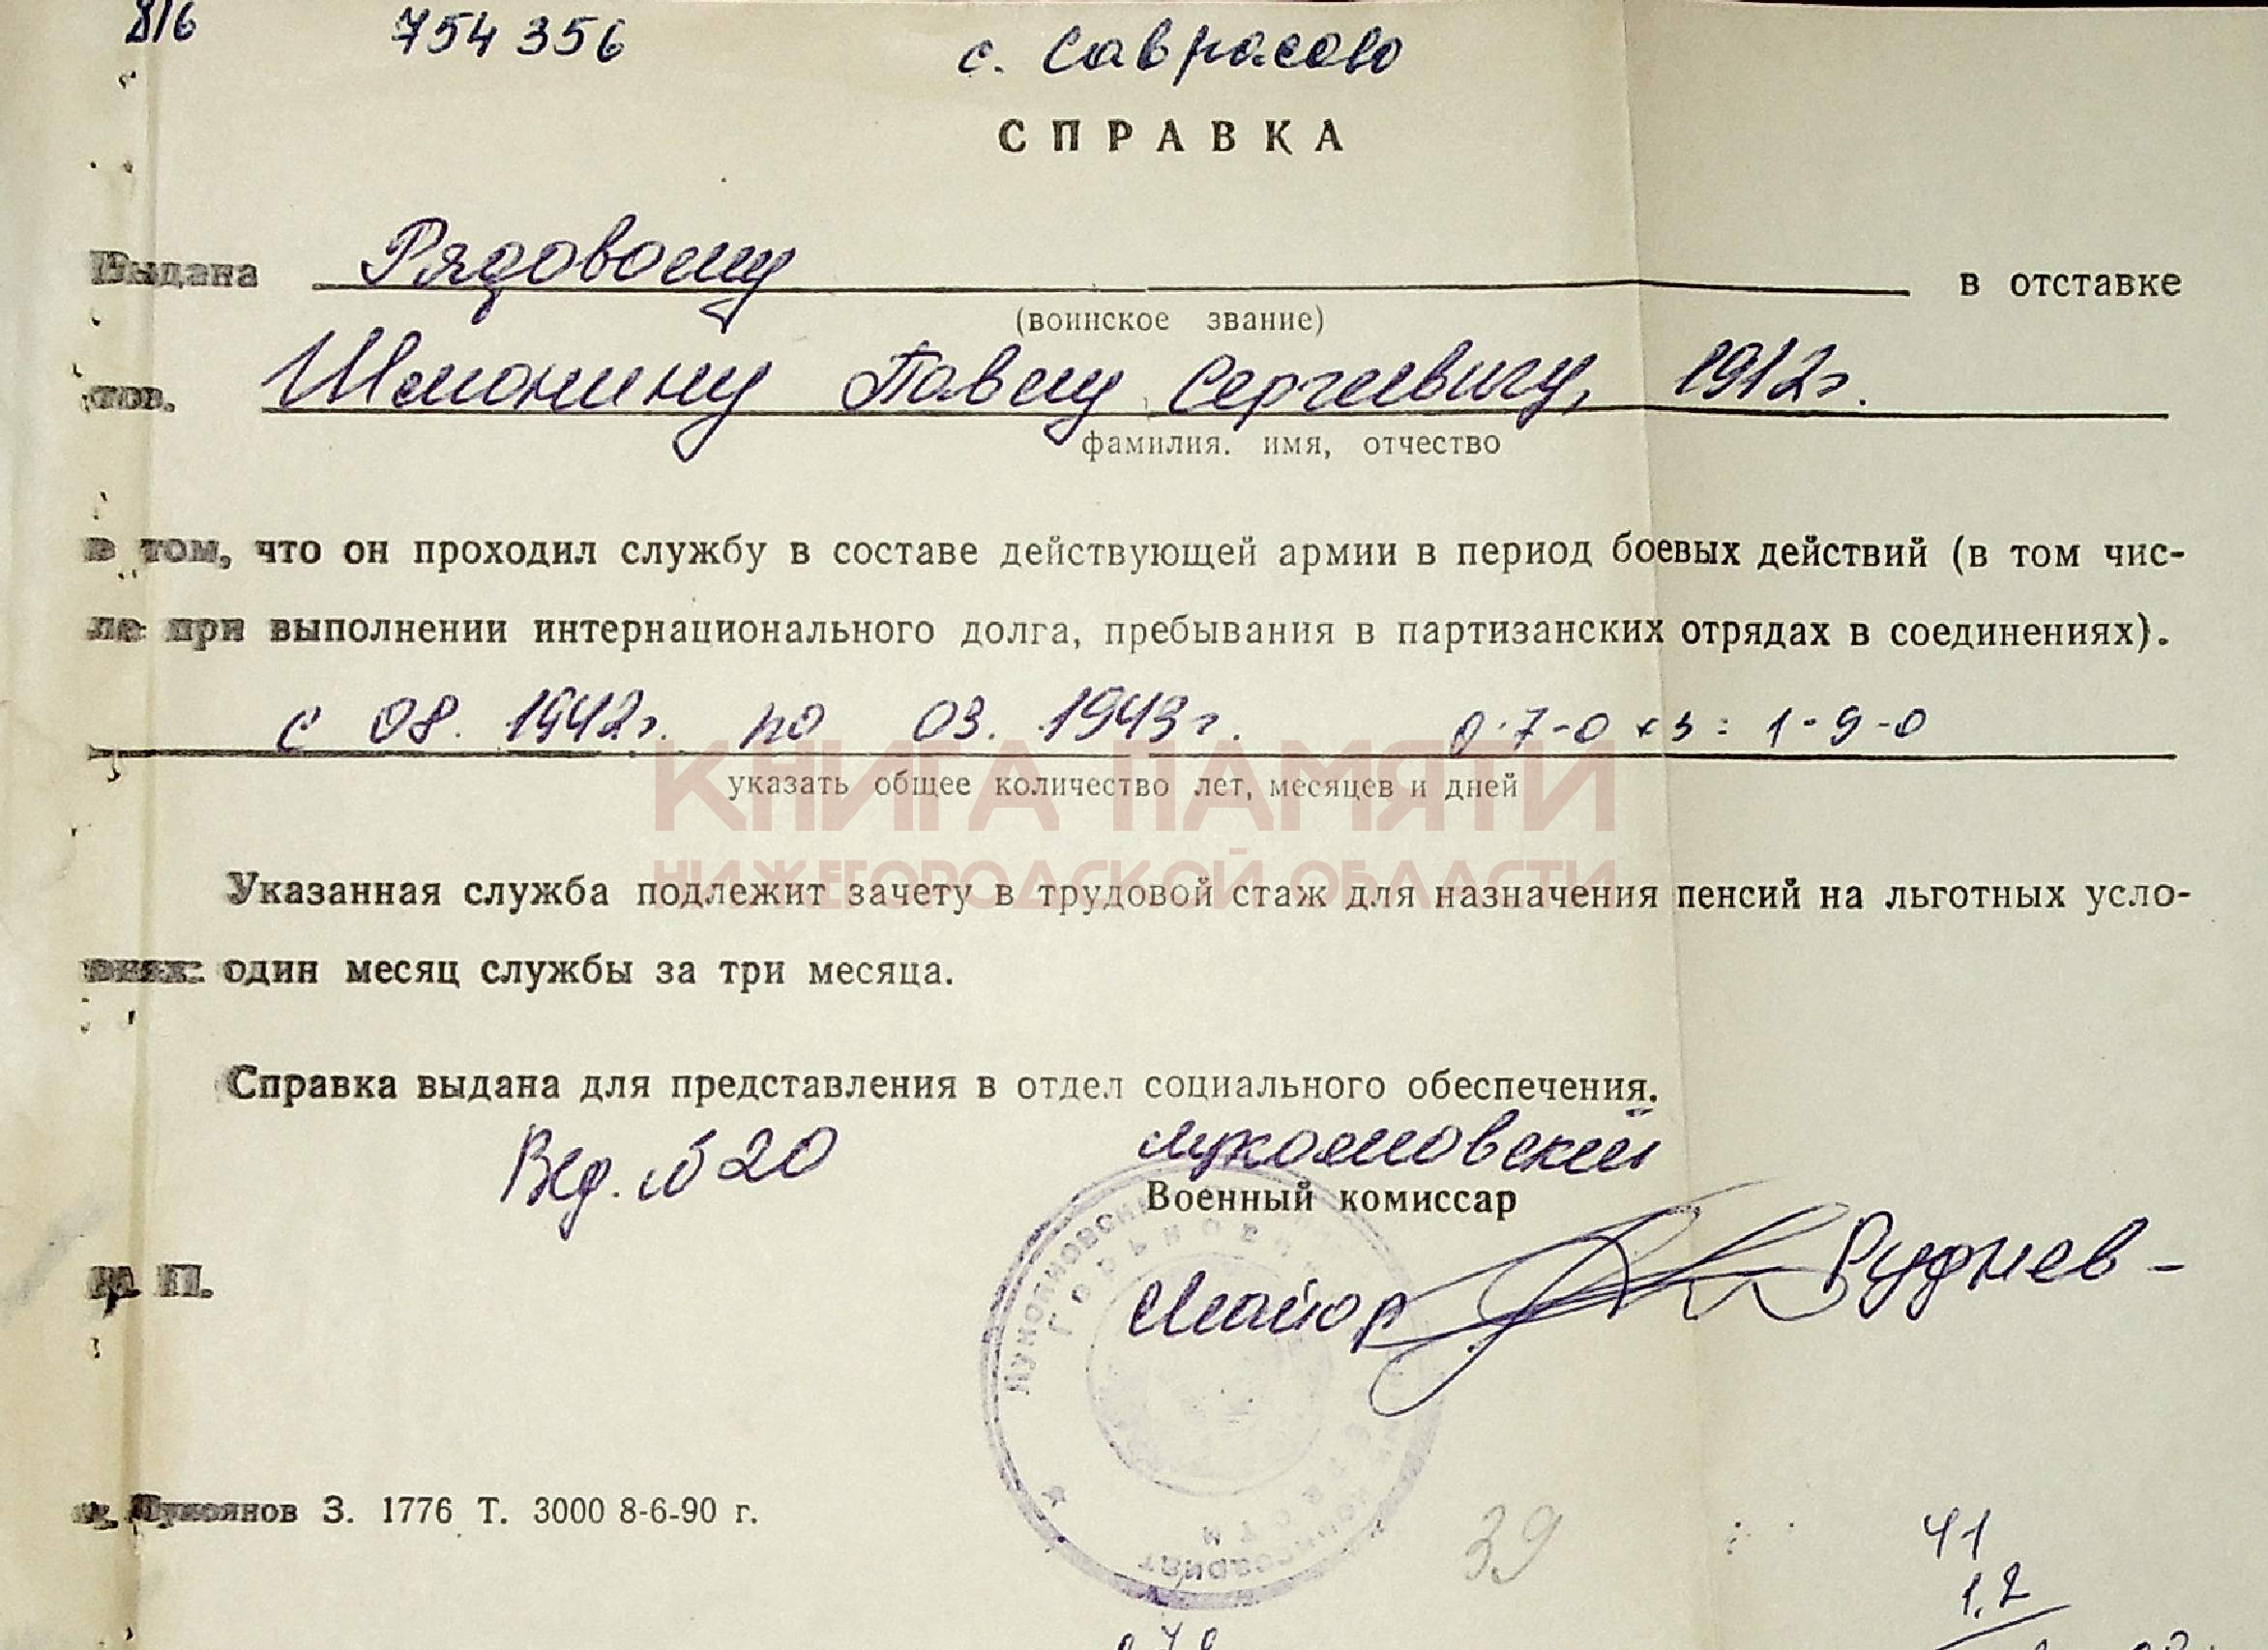 8/6 754 356 с. Саврасово
СПРАВКА
Выдана Рядовому в отставке
(воинское звание)
тов. Шмонину Павлу Сергеевичу, 1912г.
фамилия. имя, отчество
в том, что он проходил службу в составе действующей армии в период боевых действий (в том чис-
ле при выполнении интернационального долга, пребывания в партизанских отрядах в соединениях).
с 08. 1942г. по 03. 1943г. 0-7-0 х 3 = 1-9-0
КНИГА ПАМЯТИ
указать общее количество лет, месяцев и дней
НИЖЕГОРОДСКОЙ ОБЛАСТИ
Указанная служба подлежит зачету в трудовой стаж для назначения пенсий на льготных усло-
виях: один месяц службы за три месяца.
Справка выдана для представления в отдел социального обеспечения.
Вед. № 20 Лукояновский
Военный комиссар
М. П. Майор Руднев
г. Лукоянов З. 1776 Т. 3000 8-6-90 г.
39
41
1.2